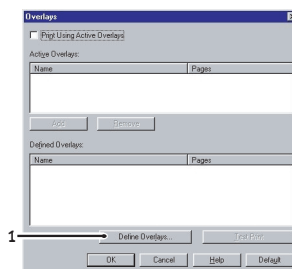 Overlays
Print Using Active Overlays
Active Overlays:
Name Pages
Add Remove
Defined Overlays:
Name Pages
1 Define Overlays... Test Print
OK Cancel Help Default